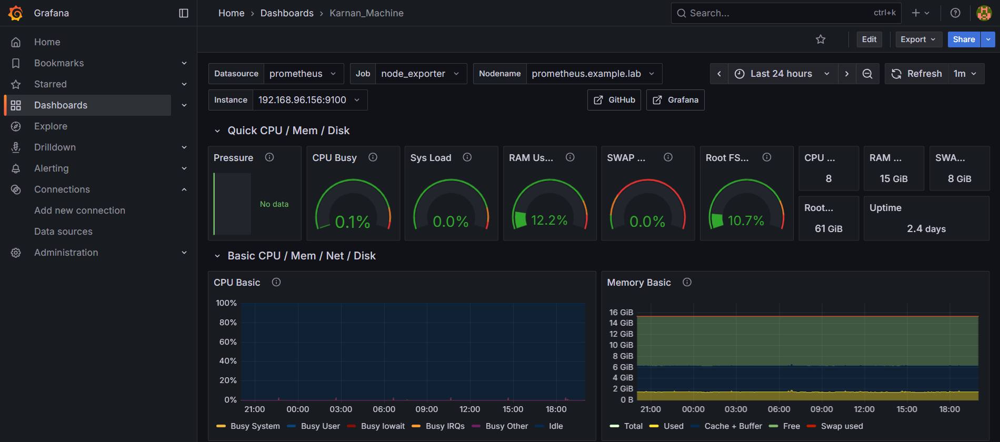 Grafana
Home › Dashboards › Karnan_Machine
Search... ctrl+k
Home
Bookmarks
Starred
Dashboards
Explore
Drilldown
Alerting
Connections
Add new connection
Data sources
Administration
Edit Export Share
Datasource prometheus Job node_exporter Nodename prometheus.example.lab Last 24 hours Refresh 1m
Instance 192.168.96.156:9100 GitHub Grafana
Quick CPU / Mem / Disk
Pressure
No data
CPU Busy
0.1%
Sys Load
0.0%
RAM Us...
12.2%
SWAP ...
0.0%
Root FS...
10.7%
CPU ...
8
RAM ...
15 GiB
SWA...
8 GiB
Root...
61 GiB
Uptime
2.4 days
Basic CPU / Mem / Net / Disk
CPU Basic
100%
80%
60%
40%
20%
0%
21:00 00:00 03:00 06:00 09:00 12:00 15:00 18:00
Busy System Busy User Busy Iowait Busy IRQs Busy Other Idle
Memory Basic
16 GiB
14 GiB
12 GiB
10 GiB
8 GiB
6 GiB
4 GiB
2 GiB
0 B
21:00 00:00 03:00 06:00 09:00 12:00 15:00 18:00
Total Used Cache + Buffer Free Swap used